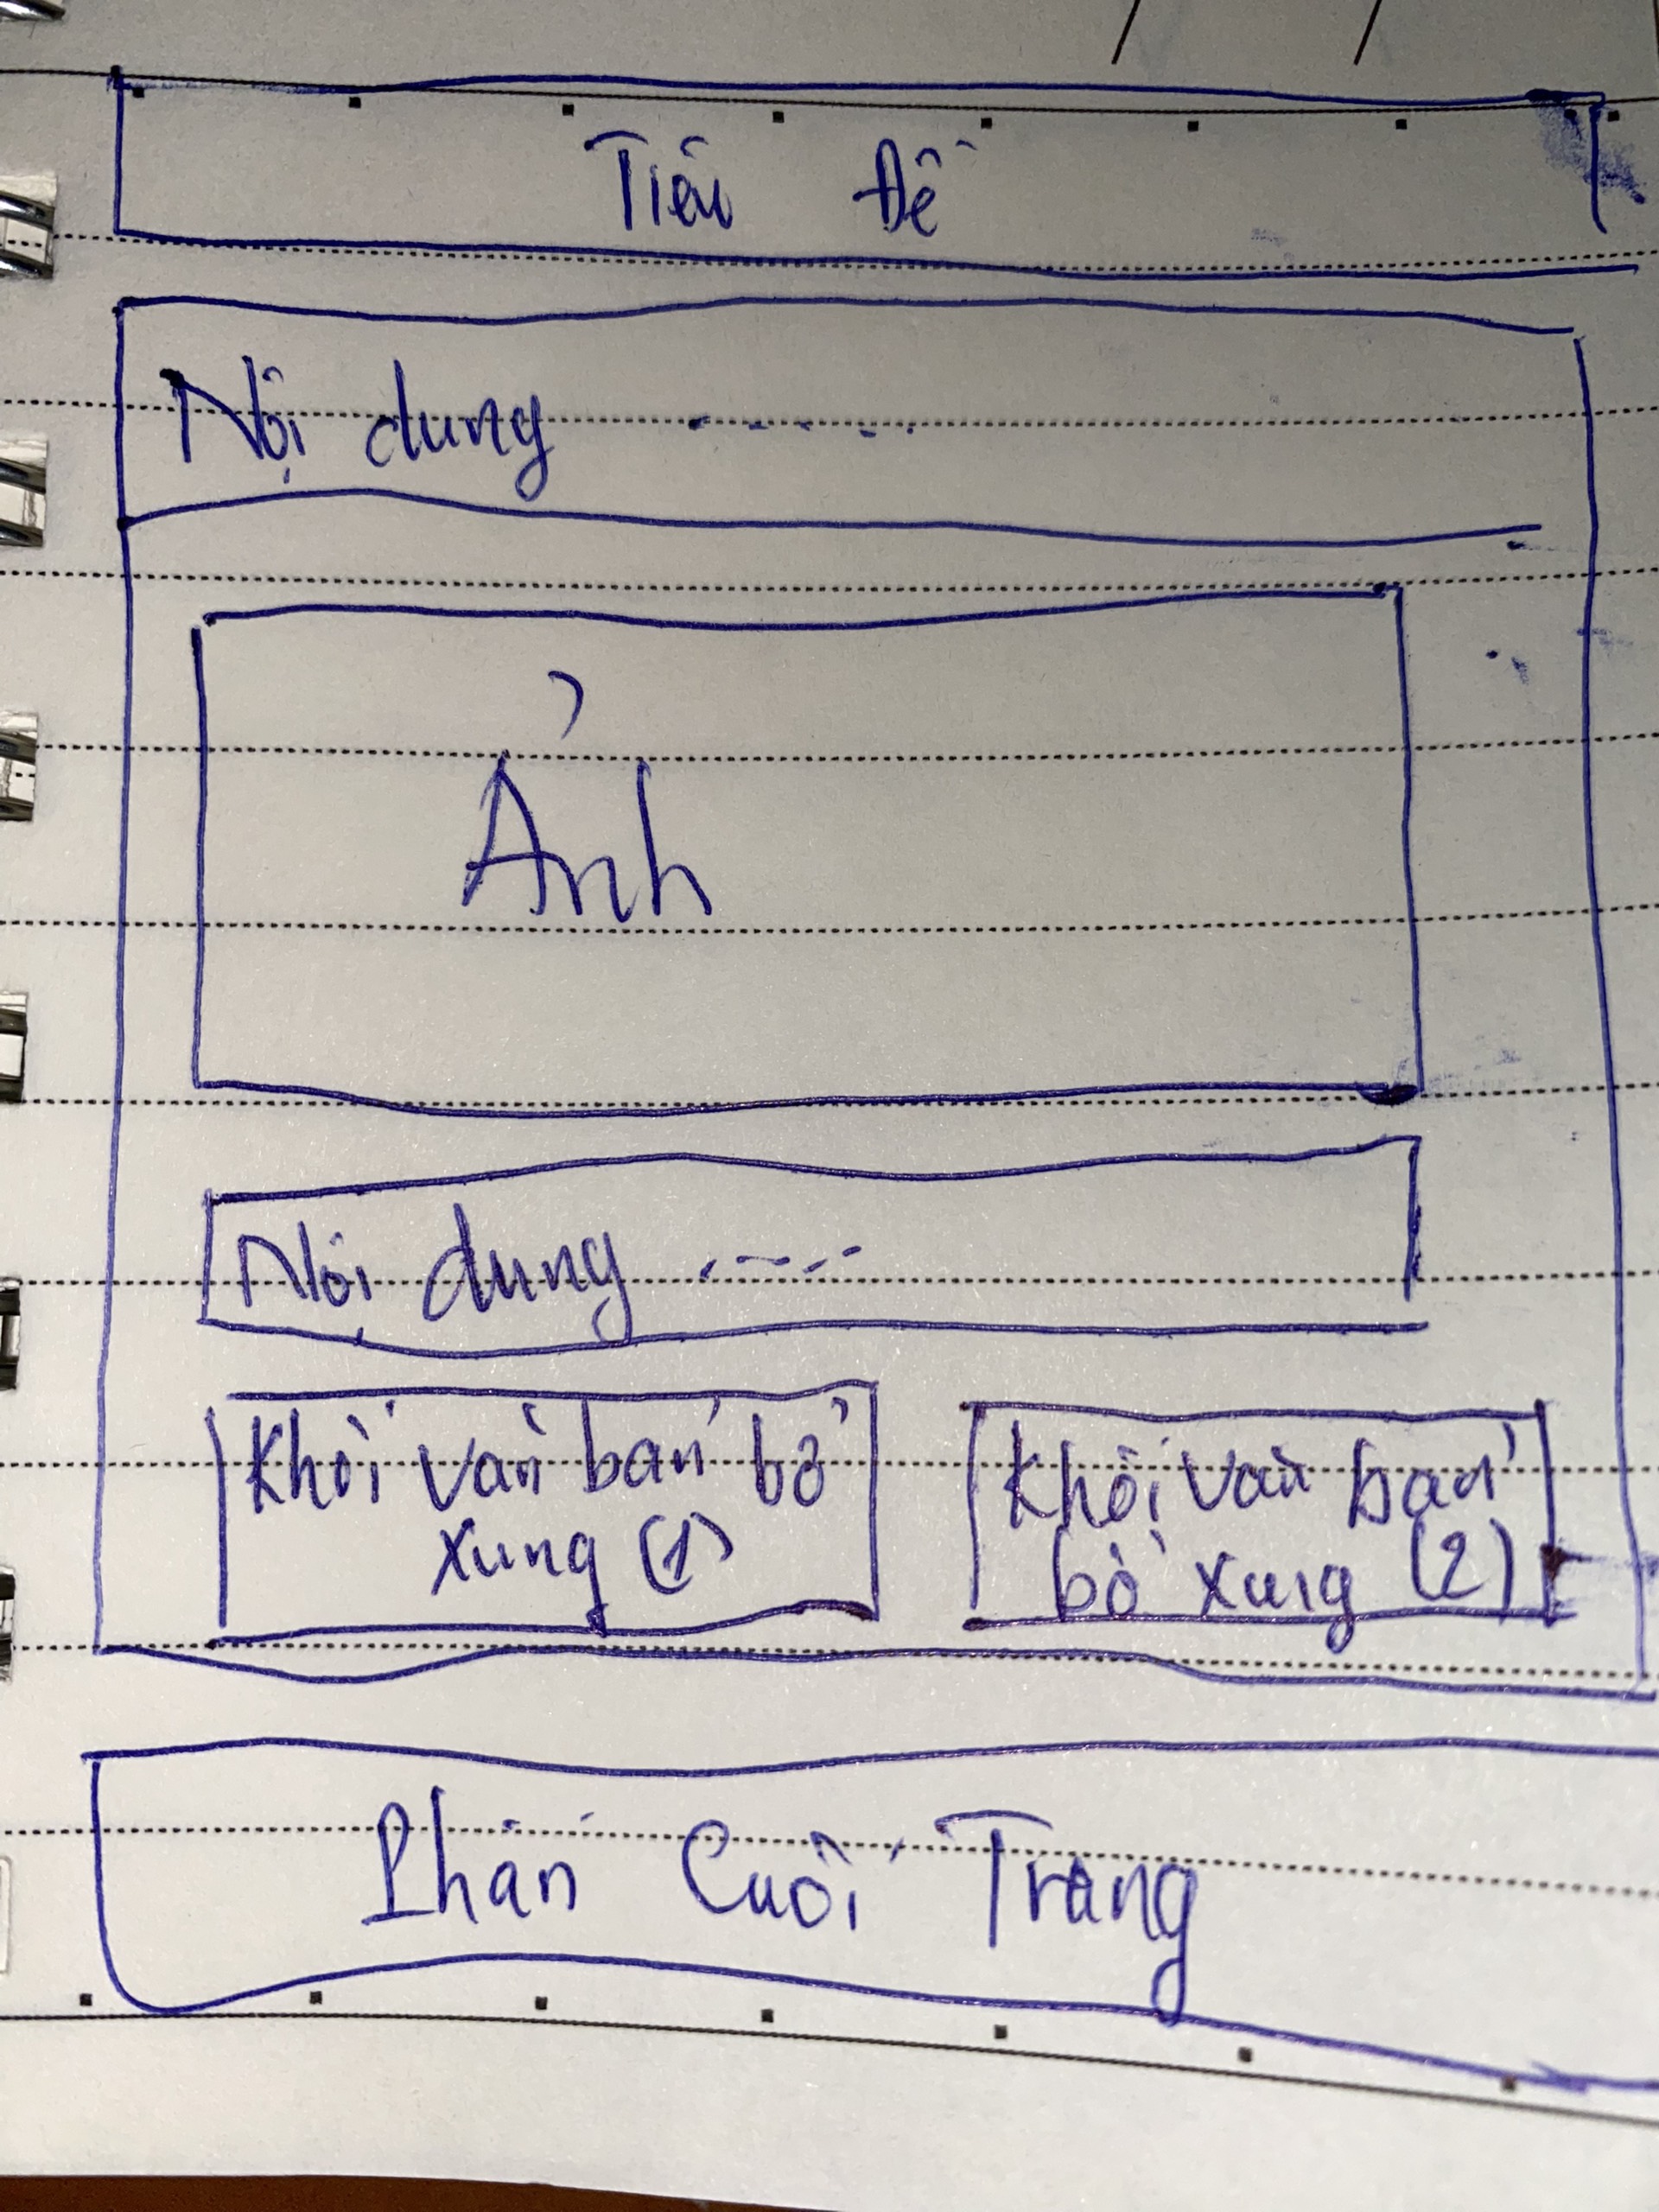 Tiêu Đề
Nội dung .....
Ảnh
Nội dung .....
Khối văn bản bổ
xung (1)
Khối văn bản
bổ xung (2)
Phần Cuối Trang